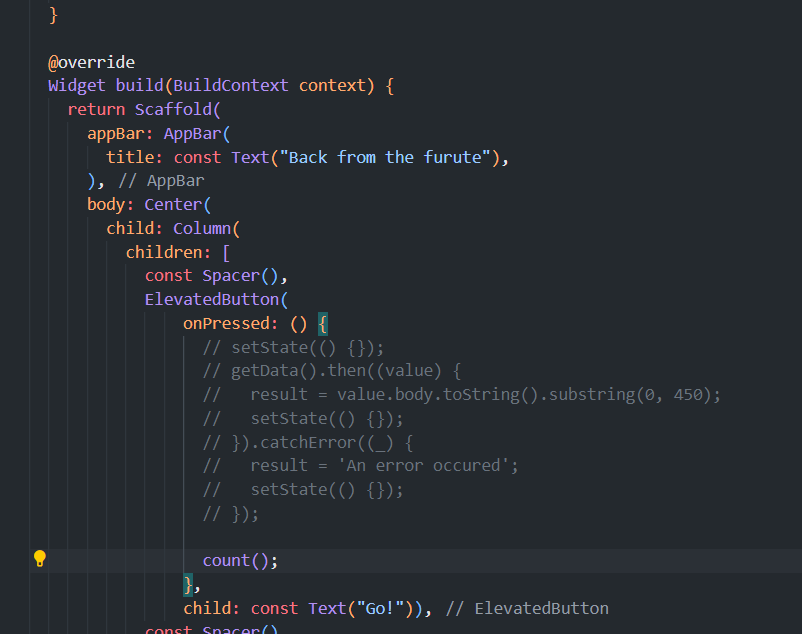 }
@override
Widget build(BuildContext context) {
return Scaffold(
appBar: AppBar(
title: const Text("Back from the furute"),
), // AppBar
body: Center(
child: Column(
children: [
const Spacer(),
ElevatedButton(
onPressed: () {
// setState(() {});
// getData().then((value) {
//   result = value.body.toString().substring(0, 450);
//   setState(() {});
// }).catchError((_) {
//   result = 'An error occured';
//   setState(() {});
// });
count();
},
child: const Text("Go!")), // ElevatedButton
const Spacer()